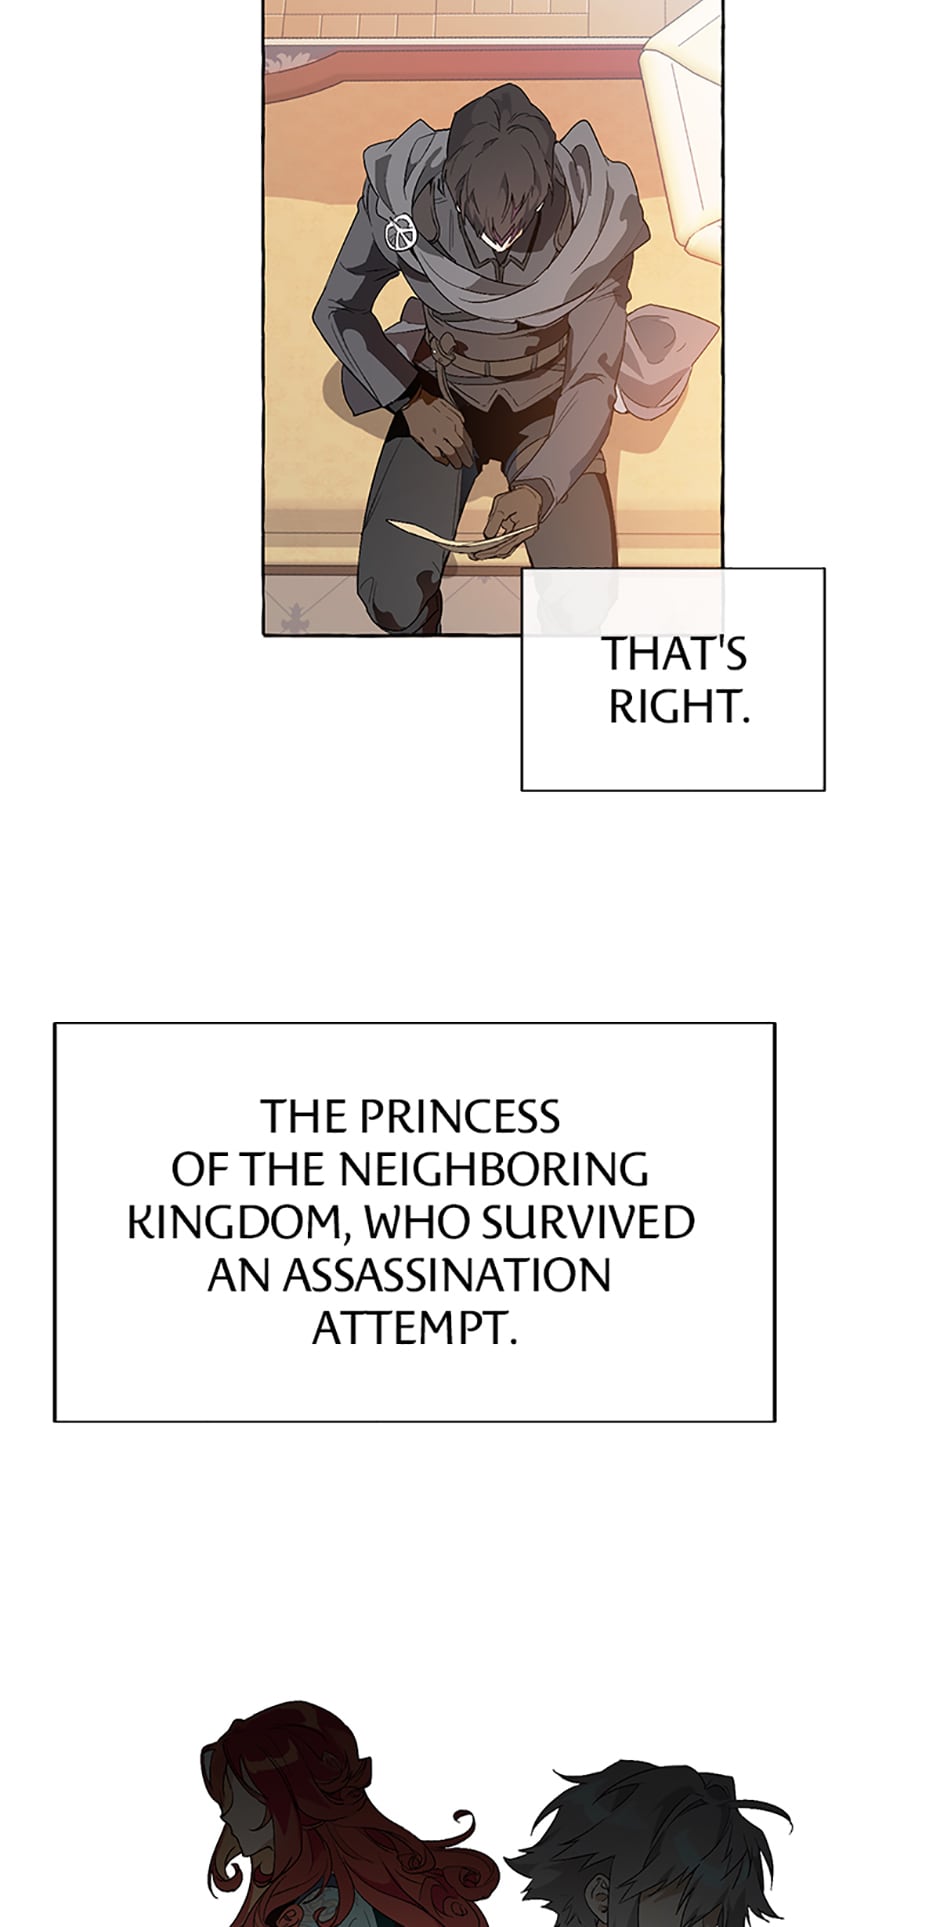 THAT'S
RIGHT.
THE PRINCESS
OF THE NEIGHBORING
KINGDOM, WHO SURVIVED
AN ASSASSINATION
ATTEMPT.